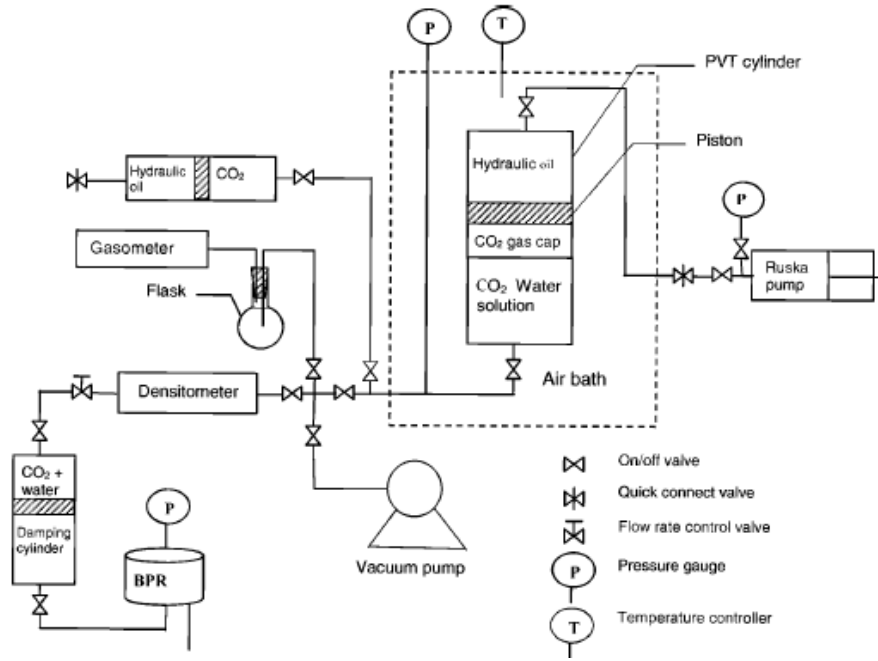 P
T
PVT cylinder
Piston
Hydraulic oil
CO₂ gas cap
CO₂ Water
solution
Air bath
P
Ruska
pump
Hydraulic
oil
CO₂
Gasometer
Flask
Densitometer
CO₂ +
water
Damping
cylinder
P
BPR
Vacuum pump
On/off valve
Quick connect valve
Flow rate control valve
P
Pressure gauge
T
Temperature controller